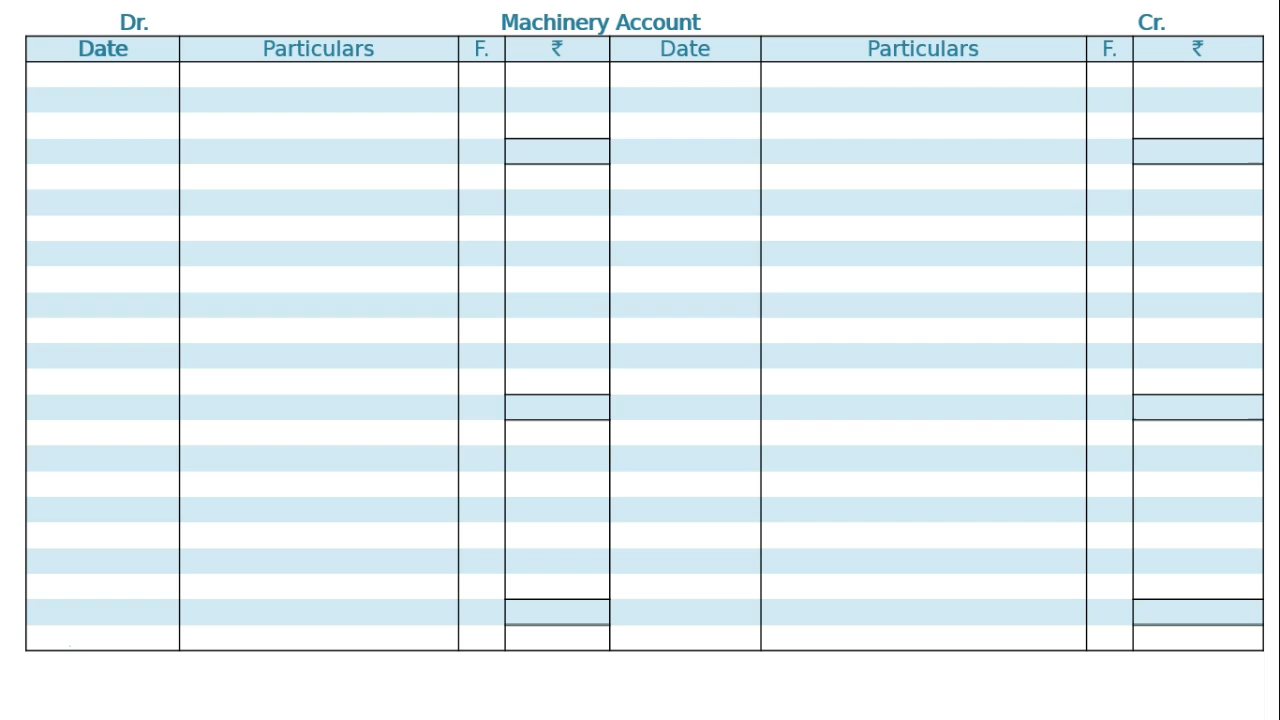 Dr. Machinery Account Cr.
Date Particulars F. ₹ Date Particulars F. ₹